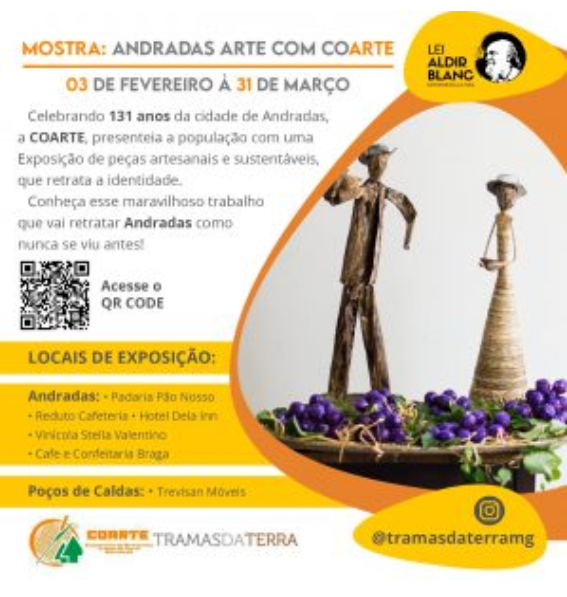 MOSTRA: ANDRADAS ARTE COM COARTE
03 DE FEVEREIRO À 31 DE MARÇO
LEI
ALDIR
BLANC
Celebrando 131 anos da cidade de Andradas,
a COARTE, presenteia a população com uma
Exposição de peças artesanais e sustentáveis,
que retrata a identidade.
Conheça esse maravilhoso trabalho
que vai retratar Andradas como
nunca se viu antes!
Acesse o
QR CODE
LOCAIS DE EXPOSIÇÃO:
Andradas: • Padaria Pão Nosso
• Reduto Cafeteria • Hotel Dela Inn
• Vinicola Stella Valentino
• Cafe e Confeitaria Braga
Poços de Caldas: • Trevisan Móveis
COARTE
TRAMASDATERRA
@tramasdaterramg